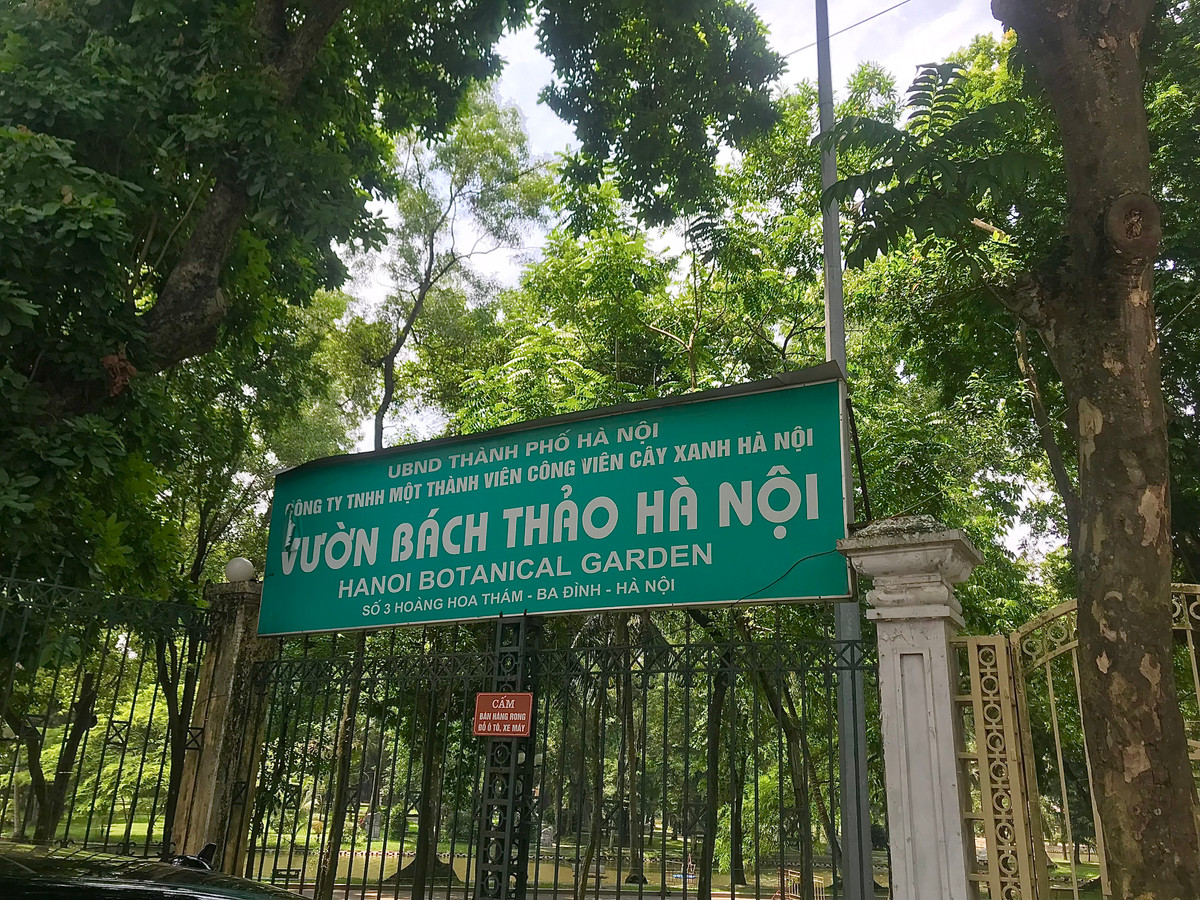 UBND THÀNH PHỐ HÀ NỘI
CÔNG TY TNHH MỘT THÀNH VIÊN CÔNG VIÊN CÂY XANH HÀ NỘI
VƯỜN BÁCH THẢO HÀ NỘI
HANOI BOTANICAL GARDEN
SỐ 3 HOÀNG HOA THÁM - BA ĐÌNH - HÀ NỘI
CẤM
BÁN HÀNG RONG
ĐỖ Ô TÔ, XE MÁY